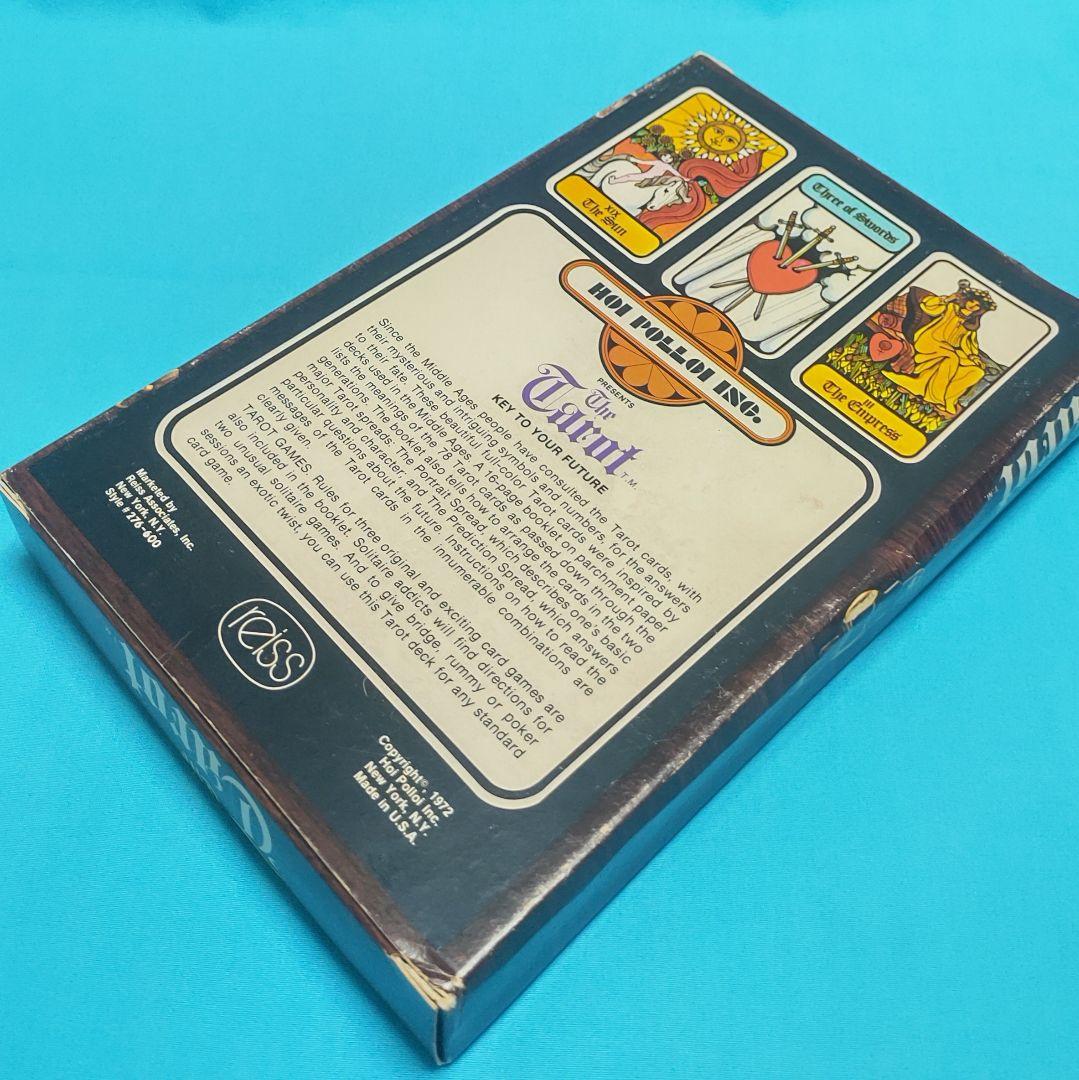 XIX
The Sun
Three of Swords
III
The Empress
HOI POLLOI INC.
PRESENTS
The
Tarot T.M.
KEY TO YOUR FUTURE
Since the Middle Ages people have consulted the Tarot cards, with
their mysterious and intriguing symbols and numbers, for the answers
to their fate. These beautiful full-color Tarot cards were inspired by
decks used in the Middle Ages. A 16-page booklet on parchment paper
lists the meanings of the 78 Tarot cards as passed down through the
generations. The booklet also tells how to arrange the cards in the two
major Tarot spreads. The Portrait Spread, which describes one's basic
personality and character, and the Prediction Spread, which answers
particular questions about the future. Instructions on how to read the
messages of the Tarot cards in the innumerable combinations are
clearly given.
TAROT GAMES. Rules for three original and exciting card games are
also included in the booklet. Solitaire addicts will find directions for
two unusual solitaire games. And to give bridge, rummy or poker
sessions an exotic twist, you can use this Tarot deck for any standard
card game.
Marketed by
Reiss Associates, Inc.
New York, N.Y.
Style # 276-600
reiss
Copyright©, 1972
Hoi Polloi Inc.
New York, N.Y.
Made in U.S.A.
Tarot